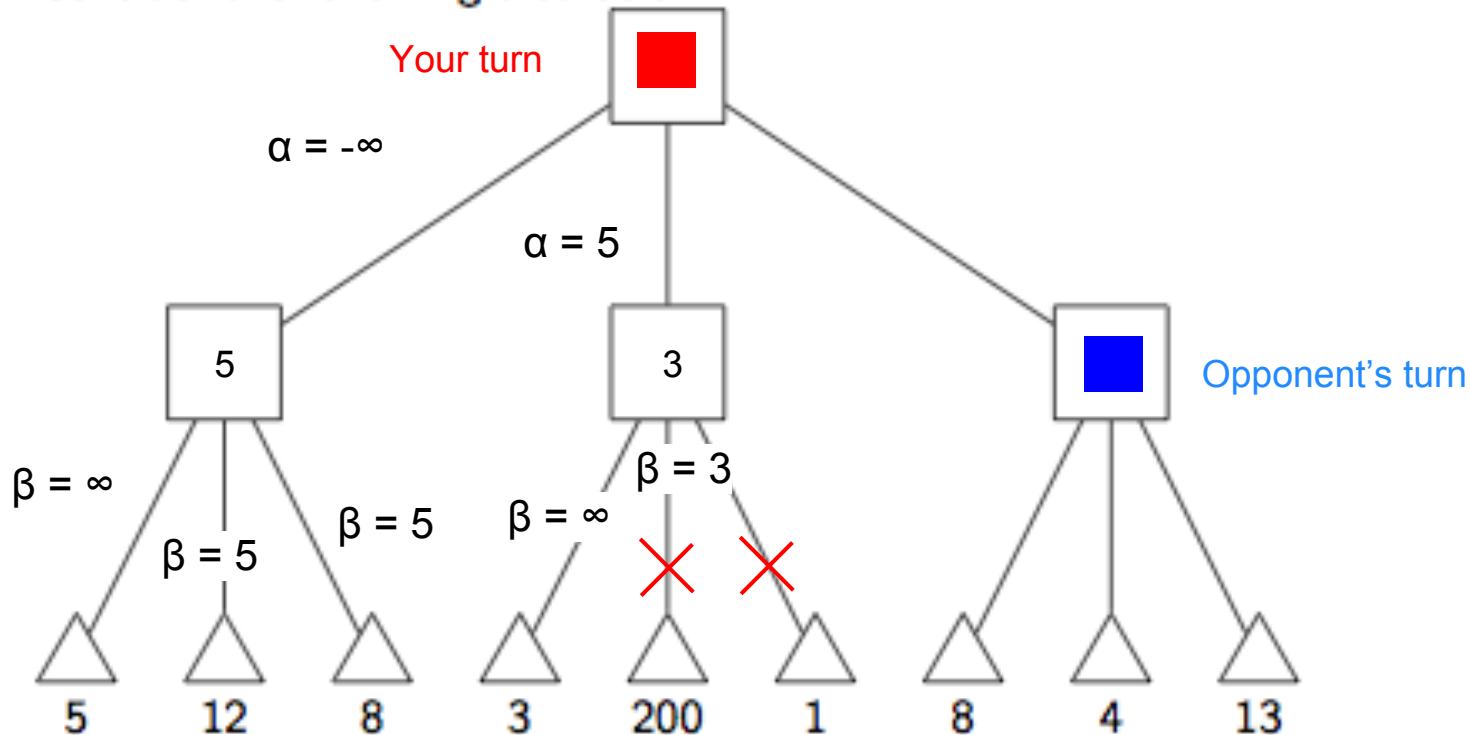 Your turn
α = -∞
α = 5
5
3
Opponent's turn
β = ∞
β = 5
β = 5
β = ∞
β = 3
5 12 8 3 200 1 8 4 13